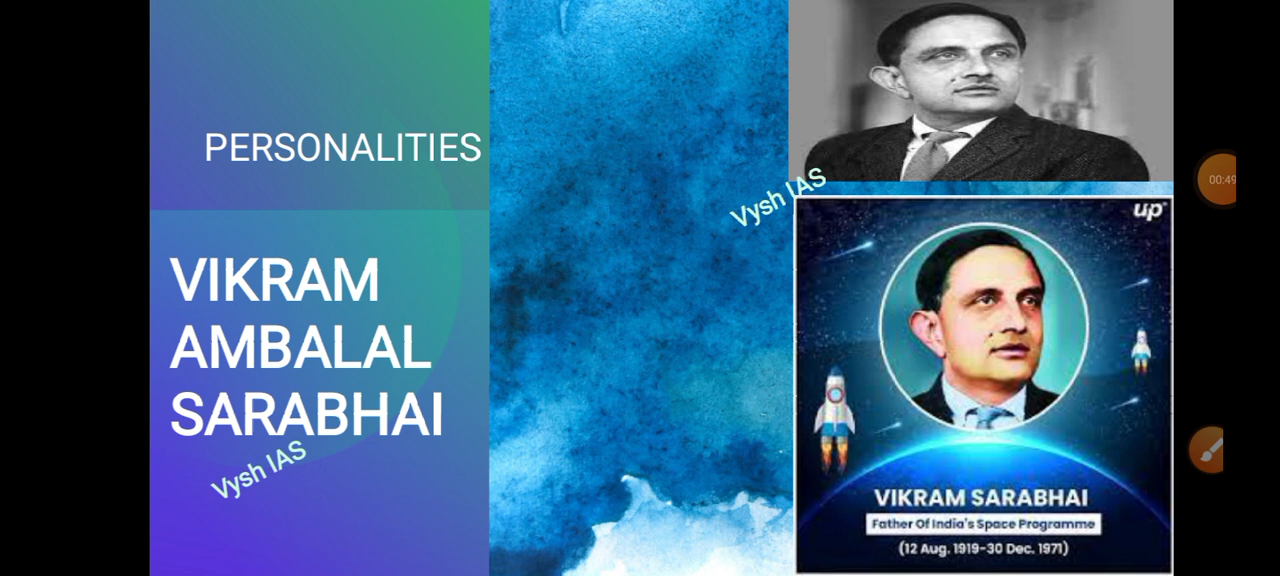 PERSONALITIES
VIKRAM
AMBALAL
SARABHAI
Vysh IAS
Vysh IAS
up
VIKRAM SARABHAI
Father Of India's Space Programme
(12 Aug. 1919-30 Dec. 1971)
00:49